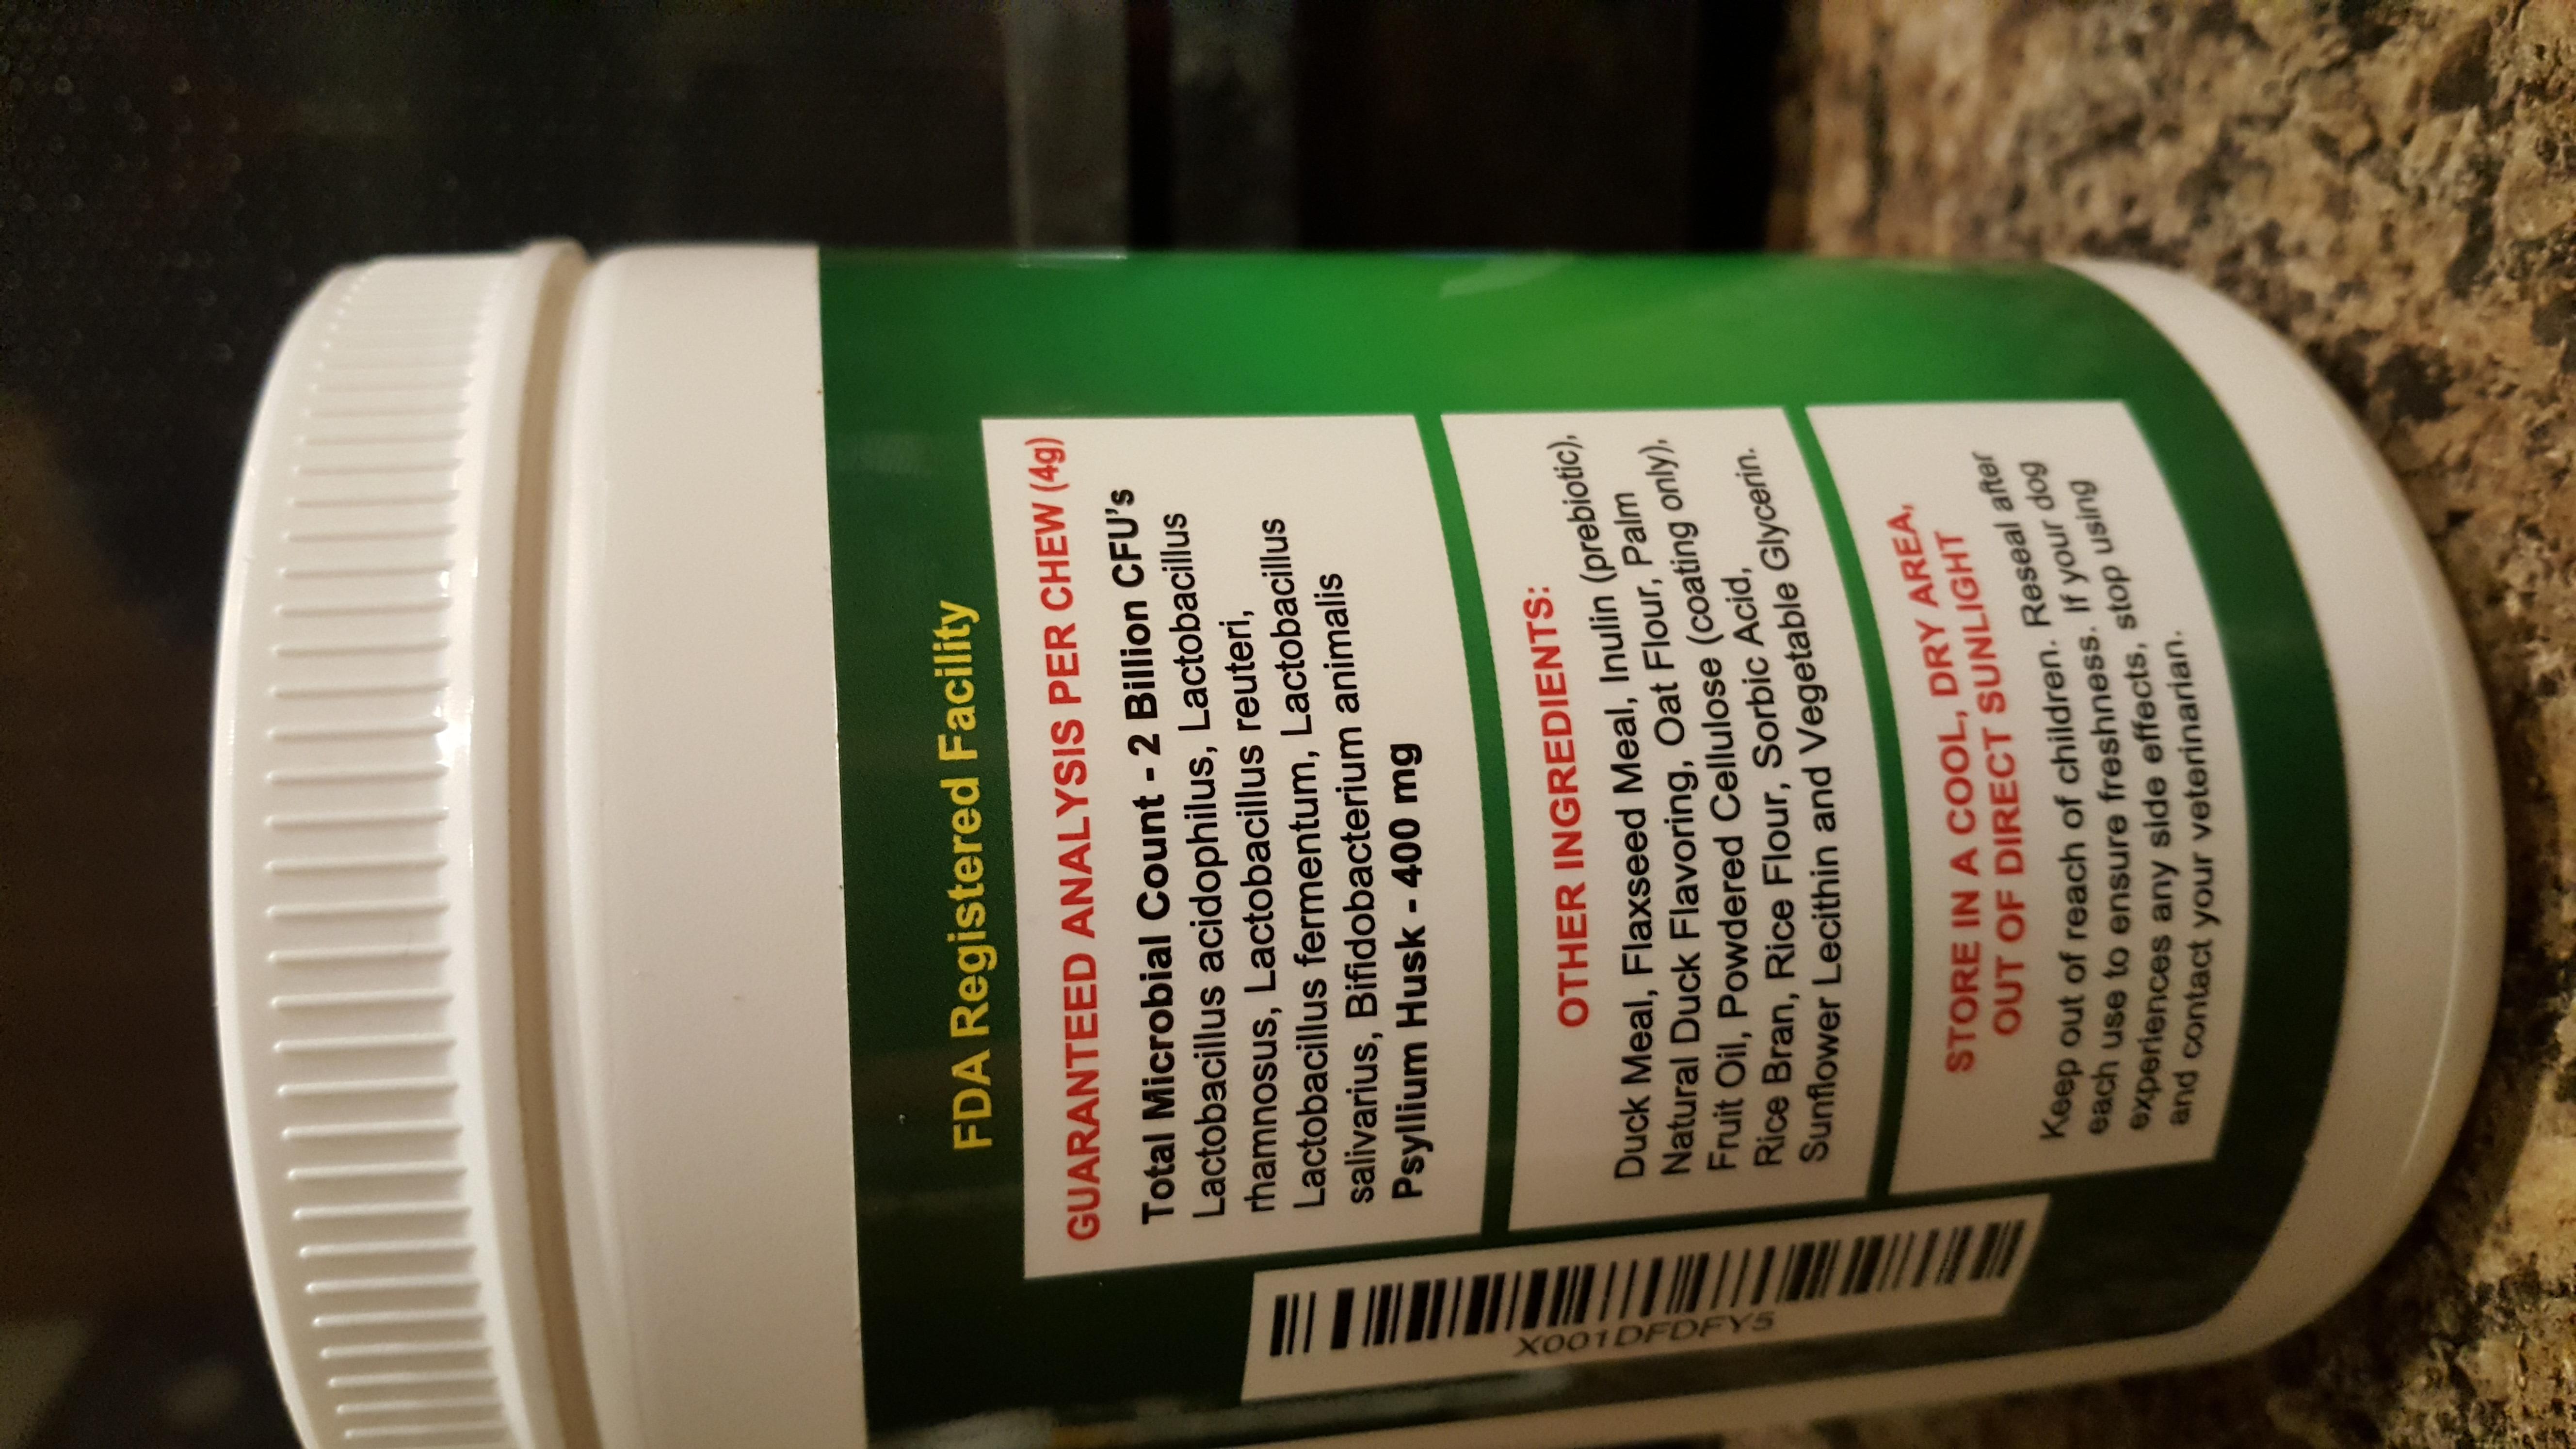 FDA Registered Facility
GUARANTEED ANALYSIS PER CHEW (4g)
Total Microbial Count - 2 Billion CFU's
Lactobacillus acidophilus, Lactobacillus
rhamnosus, Lactobacillus reuteri,
Lactobacillus fermentum, Lactobacillus
salivarius, Bifidobacterium animalis
Psyllium Husk - 400 mg
OTHER INGREDIENTS:
Duck Meal, Flaxseed Meal, Inulin (prebiotic),
Natural Duck Flavoring, Oat Flour, Palm
Fruit Oil, Powdered Cellulose (coating only),
Rice Bran, Rice Flour, Sorbic Acid,
Sunflower Lecithin and Vegetable Glycerin.
STORE IN A COOL, DRY AREA,
OUT OF DIRECT SUNLIGHT
Keep out of reach of children. Reseal after
each use to ensure freshness. If your dog
experiences any side effects, stop using
and contact your veterinarian.
X001DFDFY5